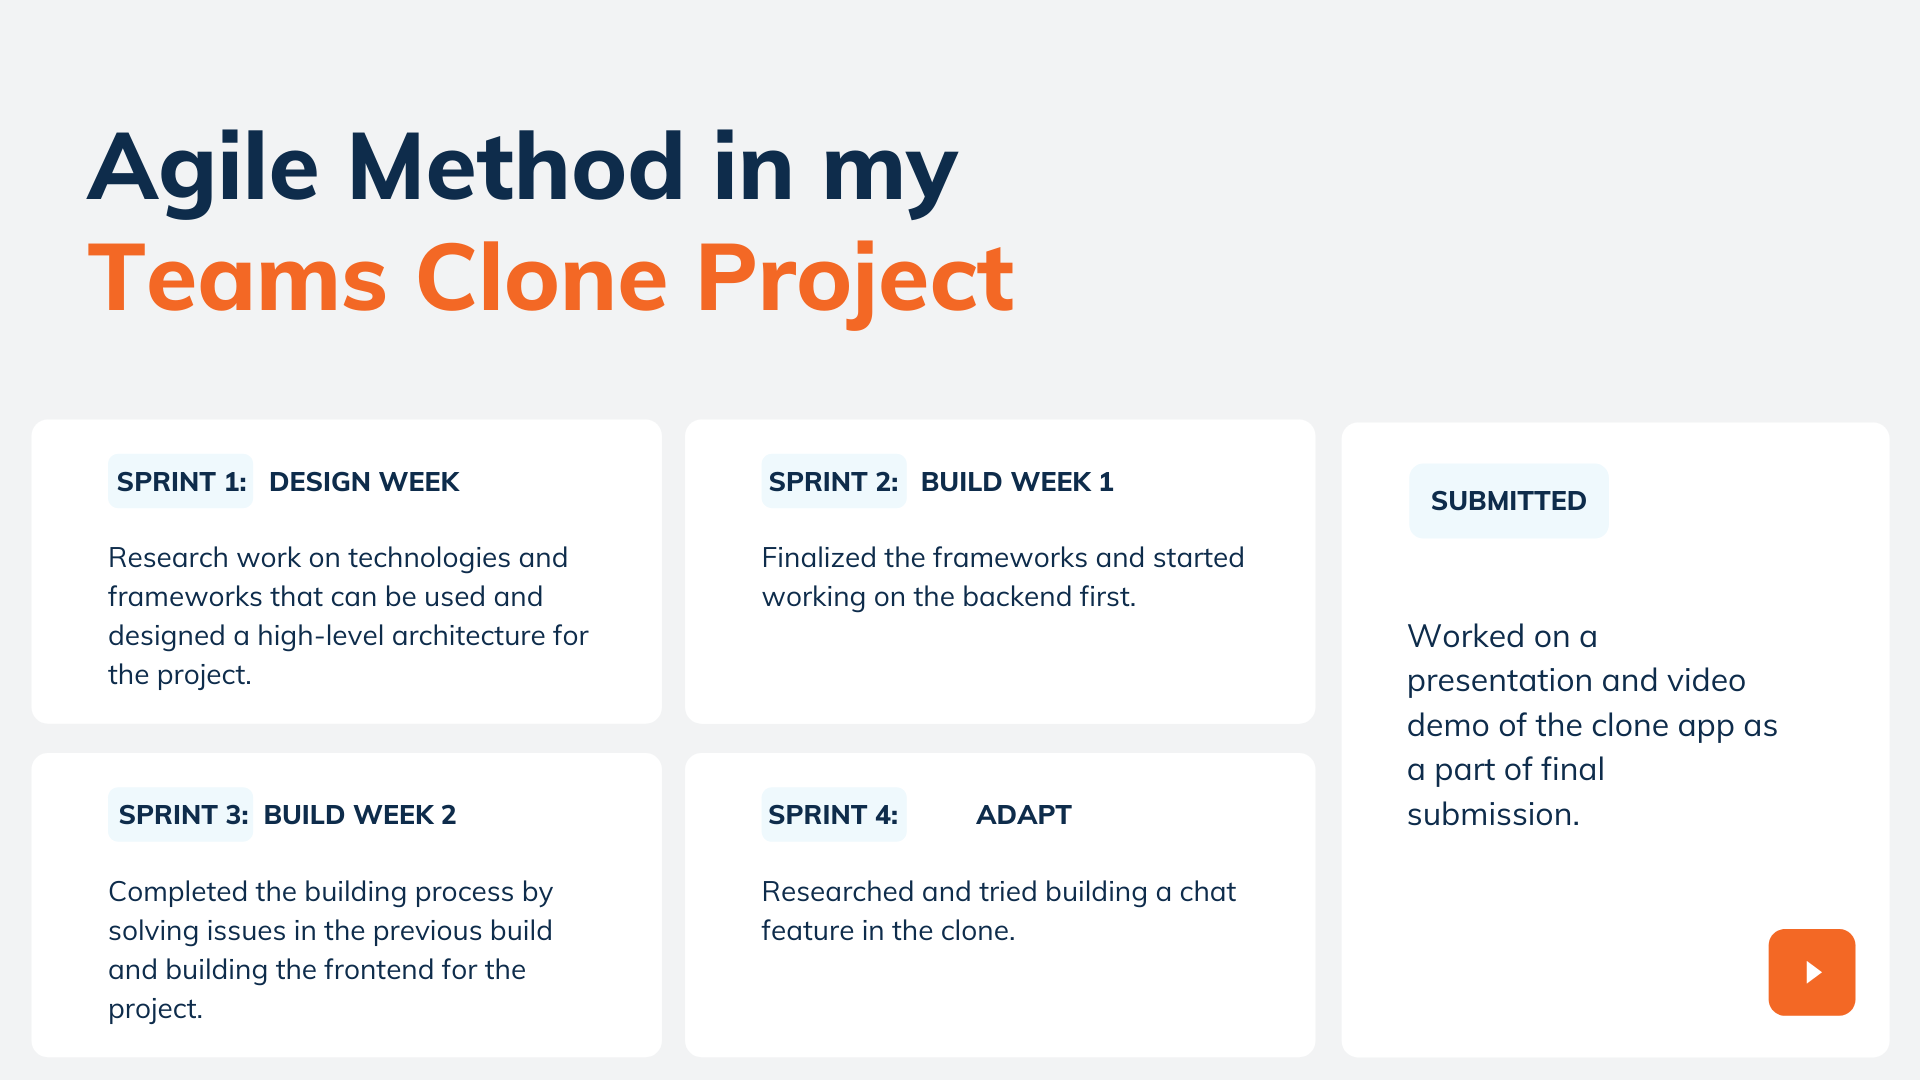 Agile Method in my
Teams Clone Project
SPRINT 1: DESIGN WEEK
Research work on technologies and
frameworks that can be used and
designed a high-level architecture for
the project.
SPRINT 2: BUILD WEEK 1
Finalized the frameworks and started
working on the backend first.
SPRINT 3: BUILD WEEK 2
Completed the building process by
solving issues in the previous build
and building the frontend for the
project.
SPRINT 4: ADAPT
Researched and tried building a chat
feature in the clone.
SUBMITTED
Worked on a
presentation and video
demo of the clone app as
a part of final
submission.